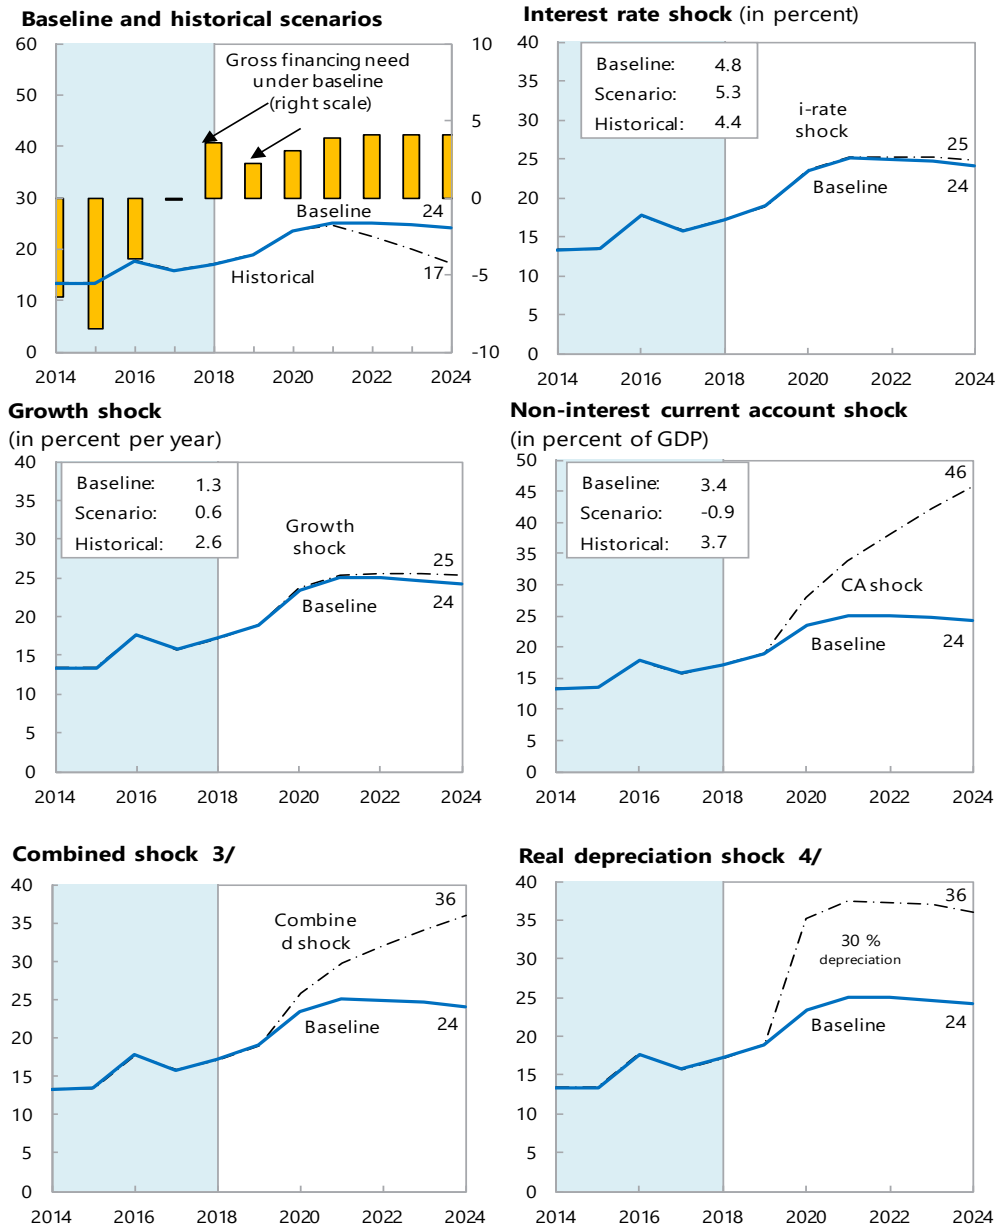 Baseline and historical scenarios
60
50
40
30
20
10
0
10
5
0
-5
-10
Gross financing need
under baseline
(right scale)
Baseline
24
Historical
17
2014 2016 2018 2020 2022 2024
Interest rate shock (in percent)
40
35
30
25
20
15
10
5
0
Baseline: 4.8
Scenario: 5.3
Historical: 4.4
i-rate
shock
25
Baseline
24
2014 2016 2018 2020 2022 2024
Growth shock
(in percent per year)
40
35
30
25
20
15
10
5
0
Baseline: 1.3
Scenario: 0.6
Historical: 2.6
Growth
shock
25
Baseline
24
2014 2016 2018 2020 2022 2024
Non-interest current account shock
(in percent of GDP)
50
45
40
35
30
25
20
15
10
5
0
Baseline: 3.4
Scenario: -0.9
Historical: 3.7
46
CA shock
Baseline
24
2014 2016 2018 2020 2022 2024
Combined shock 3/
40
35
30
25
20
15
10
5
0
Combine
d shock
36
Baseline
24
2014 2016 2018 2020 2022 2024
Real depreciation shock 4/
40
35
30
25
20
15
10
5
0
36
30 %
depreciation
Baseline
24
2014 2016 2018 2020 2022 2024